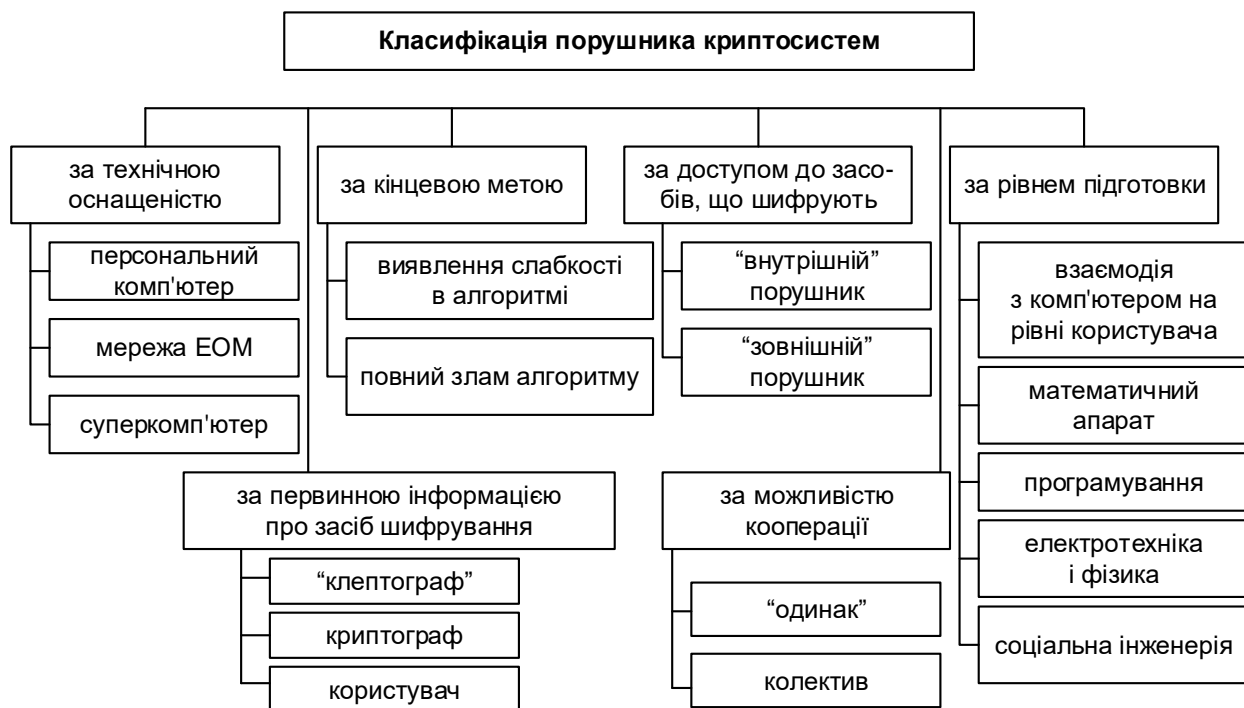 Класифікація порушника криптосистем
за технічною
оснащеністю
персональний
комп'ютер
мережа ЕОМ
суперкомп'ютер
за кінцевою метою
виявлення слабкості
в алгоритмі
повний злам алгоритму
за доступом до засо-
бів, що шифрують
“внутрішній”
порушник
“зовнішній”
порушник
за рівнем підготовки
взаємодія
з комп'ютером на
рівні користувача
математичний
апарат
програмування
електротехніка
і фізика
соціальна інженерія
за первинною інформацією
про засіб шифрування
“клептограф”
криптограф
користувач
за можливістю
кооперації
“одинак”
колектив